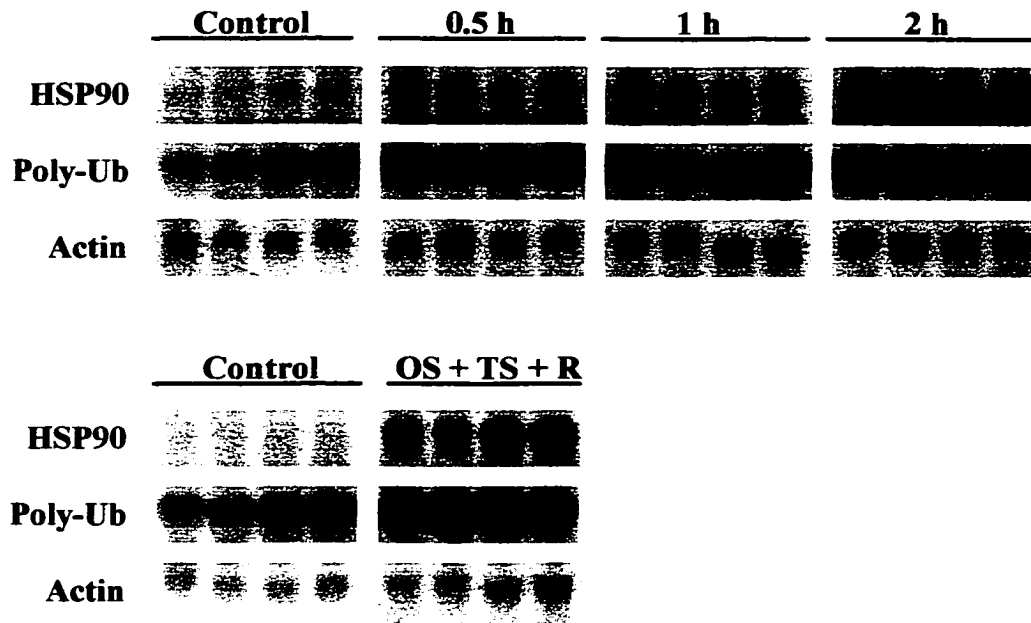 Control 0.5 h 1 h 2 h
HSP90
Poly-Ub
Actin
Control OS + TS + R
HSP90
Poly-Ub
Actin